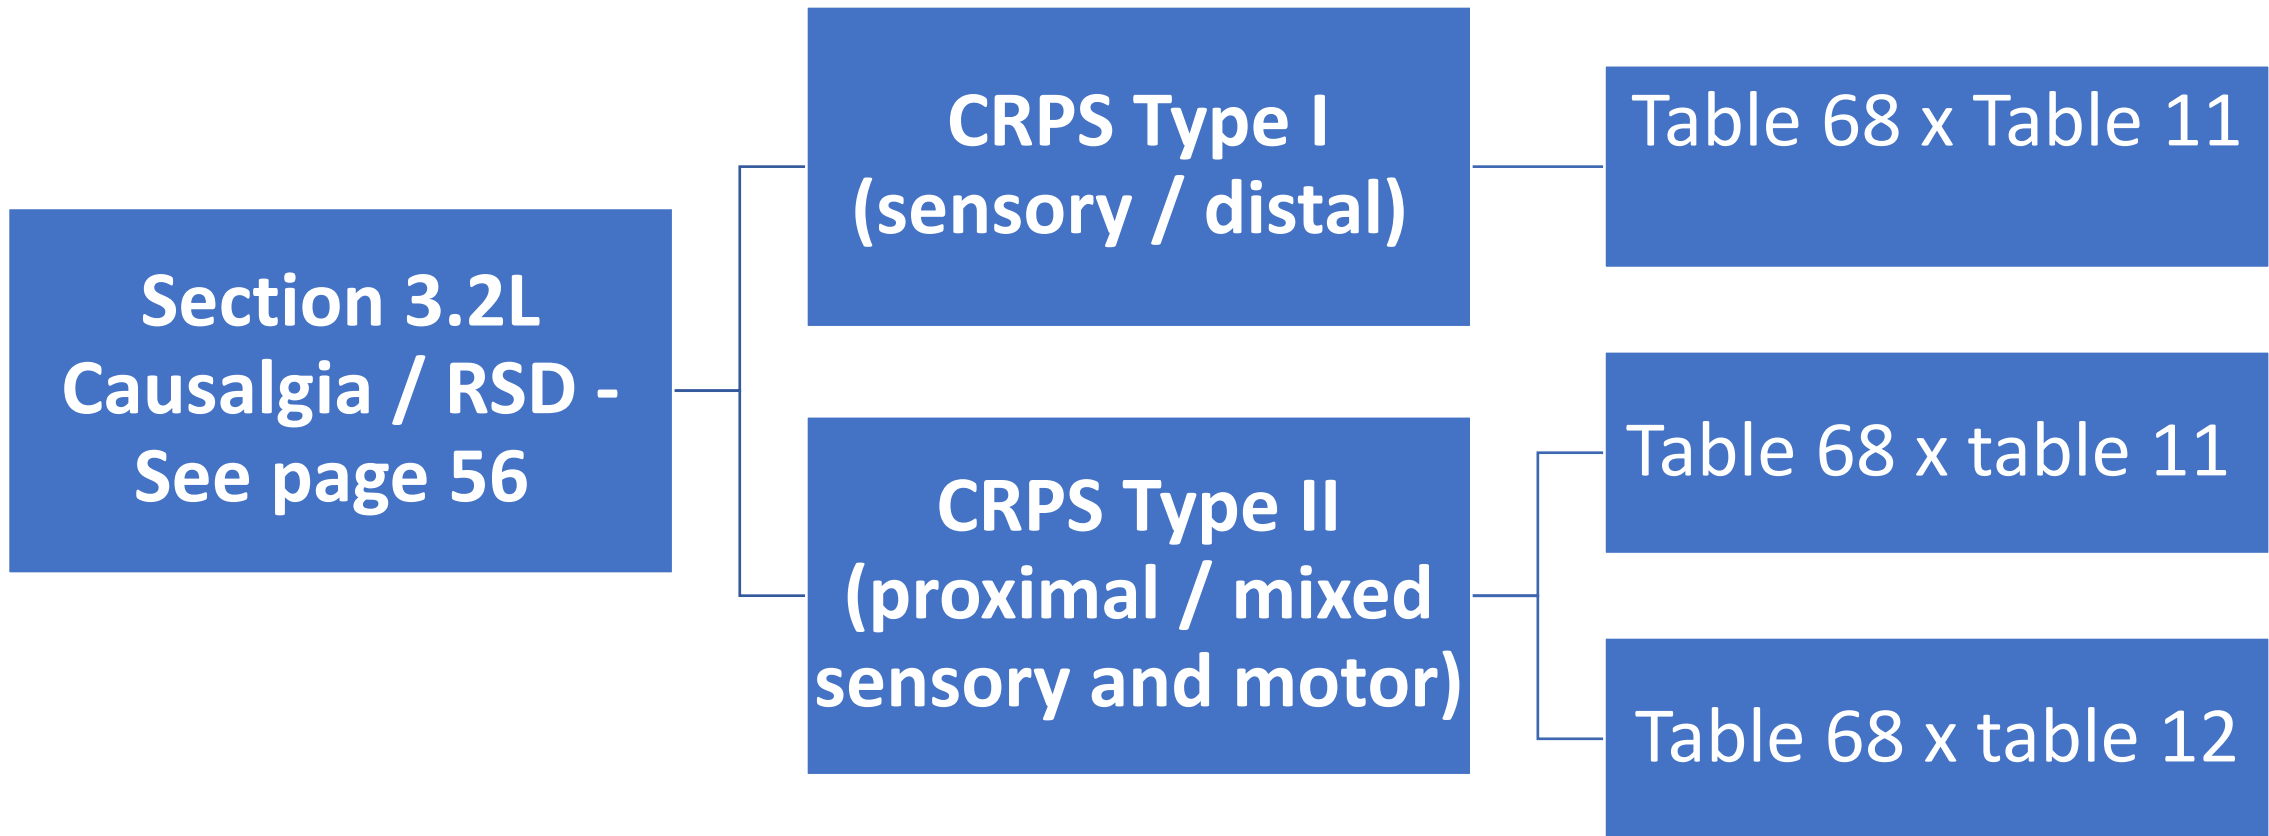 Section 3.2L
Causalgia / RSD -
See page 56
CRPS Type I
(sensory / distal)
Table 68 x Table 11
CRPS Type II
(proximal / mixed
sensory and motor)
Table 68 x table 11
Table 68 x table 12